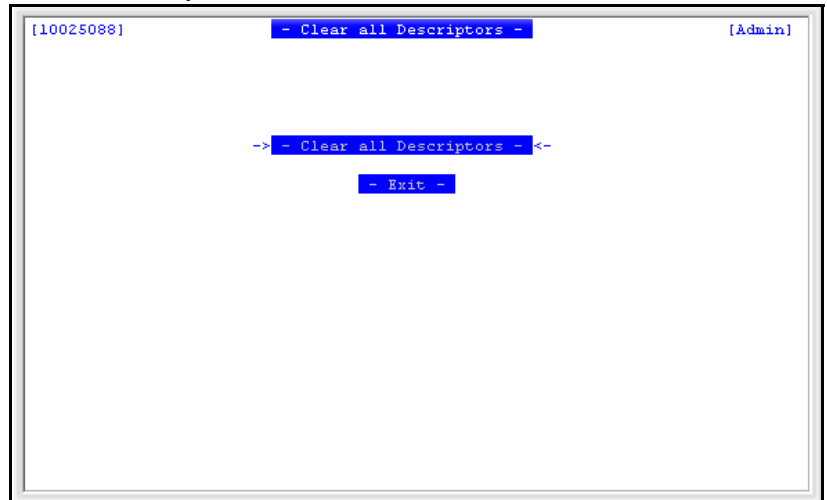 [10025088] - Clear all Descriptors - [Admin]
-> - Clear all Descriptors - <-
- Exit -